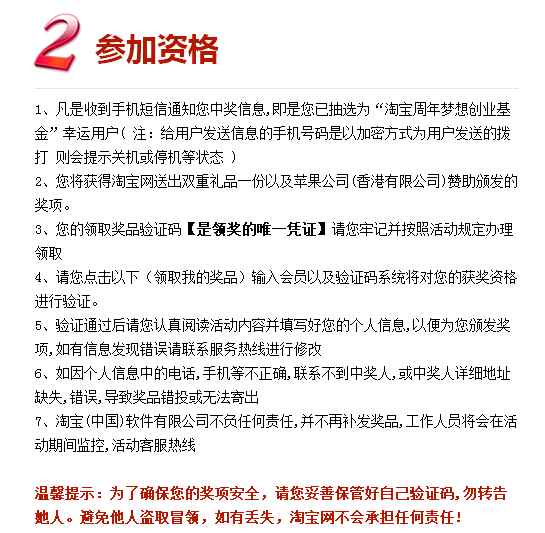 2 参加资格
1、凡是收到手机短信通知您中奖信息,即是您已抽选为“淘宝周年梦想创业基
金”幸运用户( 注: 给用户发送信息的手机号码是以加密方式为用户发送的拨
打 则会提示关机或停机等状态 )
2、您将获得淘宝网送出双重礼品一份以及苹果公司(香港有限公司)赞助颁发的
奖项。
3、您的领取奖品验证码【是领奖的唯一凭证】请您牢记并按照活动规定办理
领取
4、请您点击以下（领取我的奖品）输入会员以及验证码系统将对您的获奖资格
进行验证。
5、验证通过后请您认真阅读活动内容并填写好您的个人信息,以便为您颁发奖
项,如有信息发现错误请联系服务热线进行修改
6、如因个人信息中的电话,手机等不正确,联系不到中奖人,或中奖人详细地址
缺失,错误,导致奖品错投或无法寄出
7、淘宝(中国)软件有限公司不负任何责任,并不再补发奖品,工作人员将会在活
动期间监控,活动客服热线
温馨提示：为了确保您的奖项安全，请您妥善保管好自己验证码,勿转告
她人。避免他人盗取冒领，如有丢失，淘宝网不会承担任何责任!